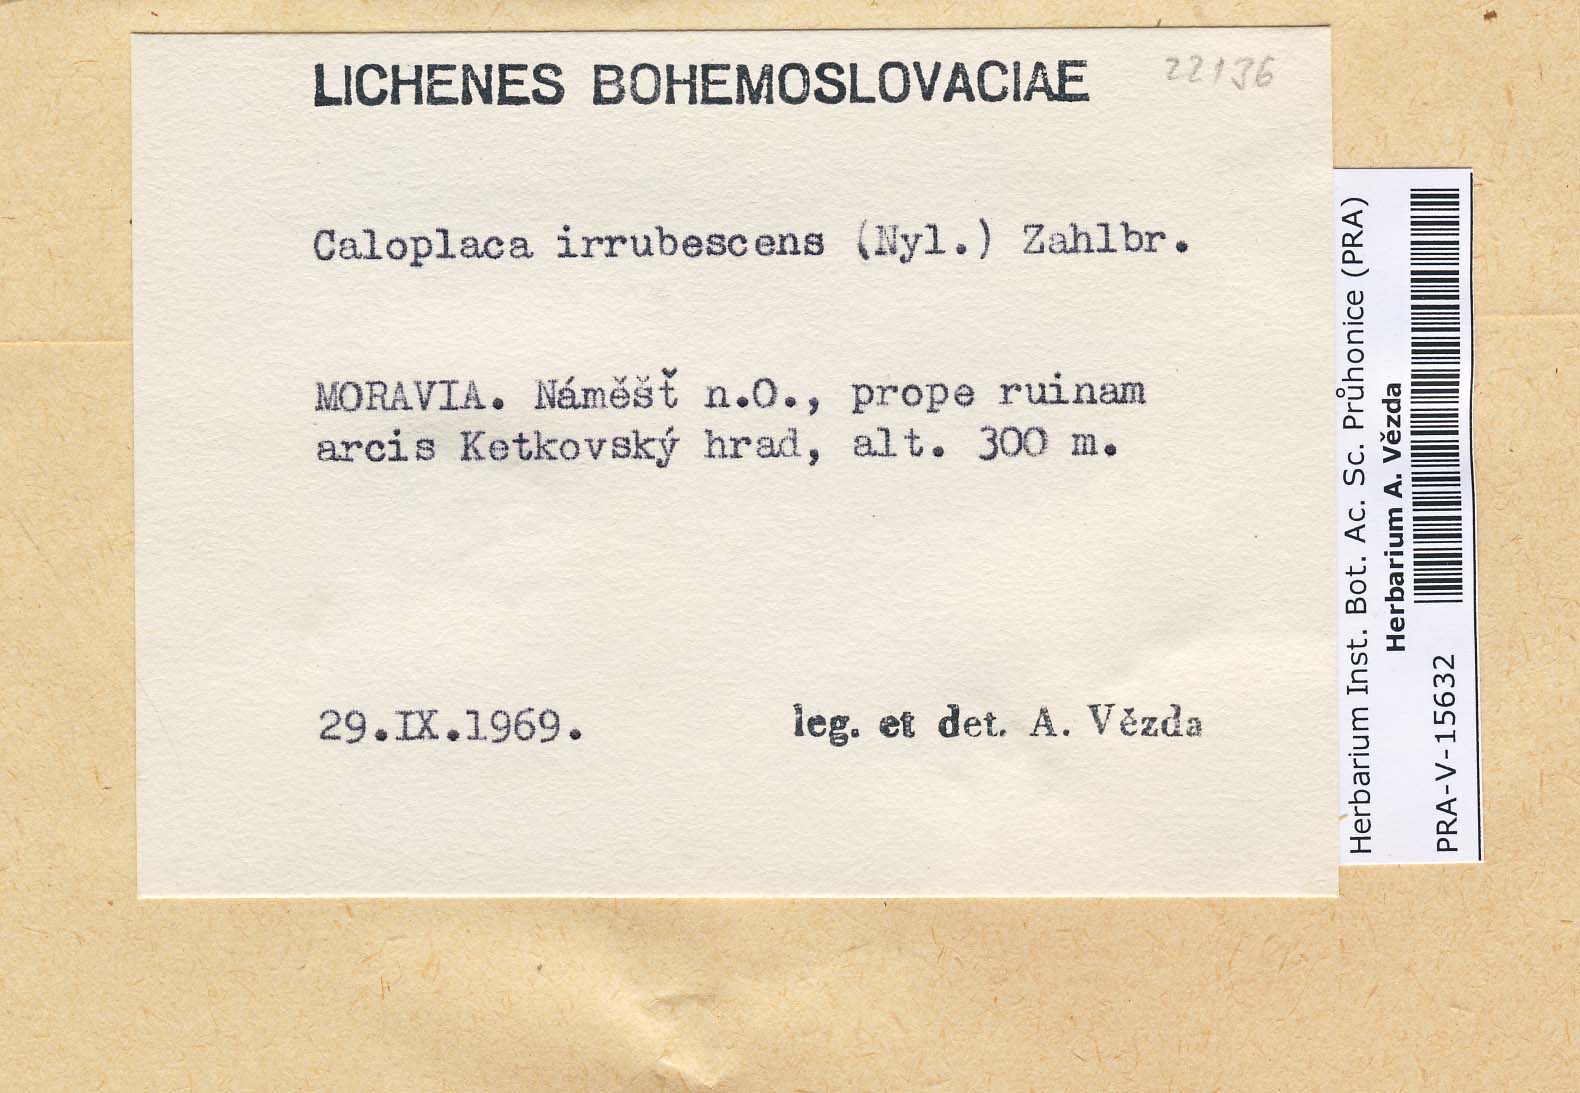 LICHENES BOHEMOSLOVACIAE 22136
Caloplaca irrubescens (Nyl.) Zahlbr.
MORAVIA. Náměšť n.O., prope ruinam
arcis Ketkovský hrad, alt. 300 m.
29.IX.1969. leg. et det. A. Vězda
Herbarium Inst. Bot. Ac. Sc. Průhonice (PRA)
Herbarium A. Vězda
PRA-V-15632